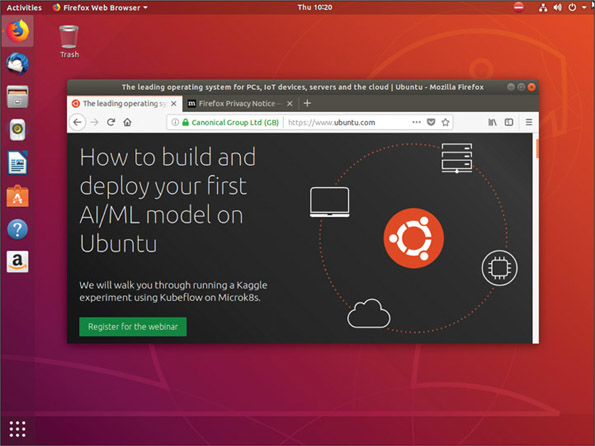 Activities Firefox Web Browser Thu 10:20
Trash
The leading operating system for PCs, IoT devices, servers and the cloud | Ubuntu - Mozilla Firefox
The leading operating sy Firefox Privacy Notice —
Canonical Group Ltd (GB) https://www.ubuntu.com
How to build and
deploy your first
AI/ML model on
Ubuntu
We will walk you through running a Kaggle
experiment using Kubeflow on Microk8s.
Register for the webinar